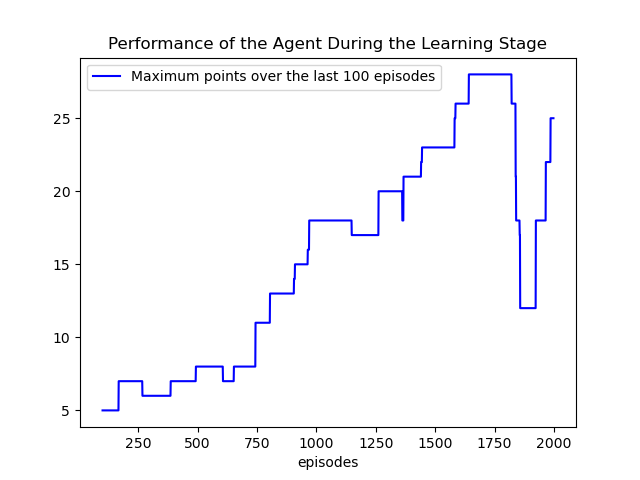 Performance of the Agent During the Learning Stage
Maximum points over the last 100 episodes
25
20
15
10
5
250 500 750 1000 1250 1500 1750 2000
episodes